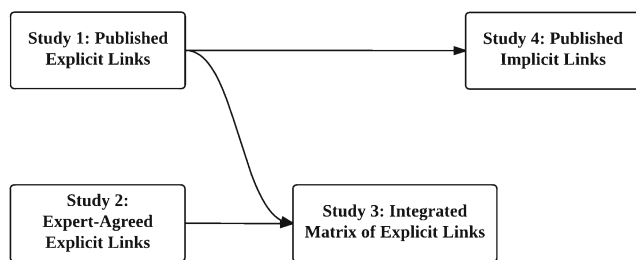 Study 1: Published
Explicit Links
Study 4: Published
Implicit Links
Study 2:
Expert-Agreed
Explicit Links
Study 3: Integrated
Matrix of Explicit Links